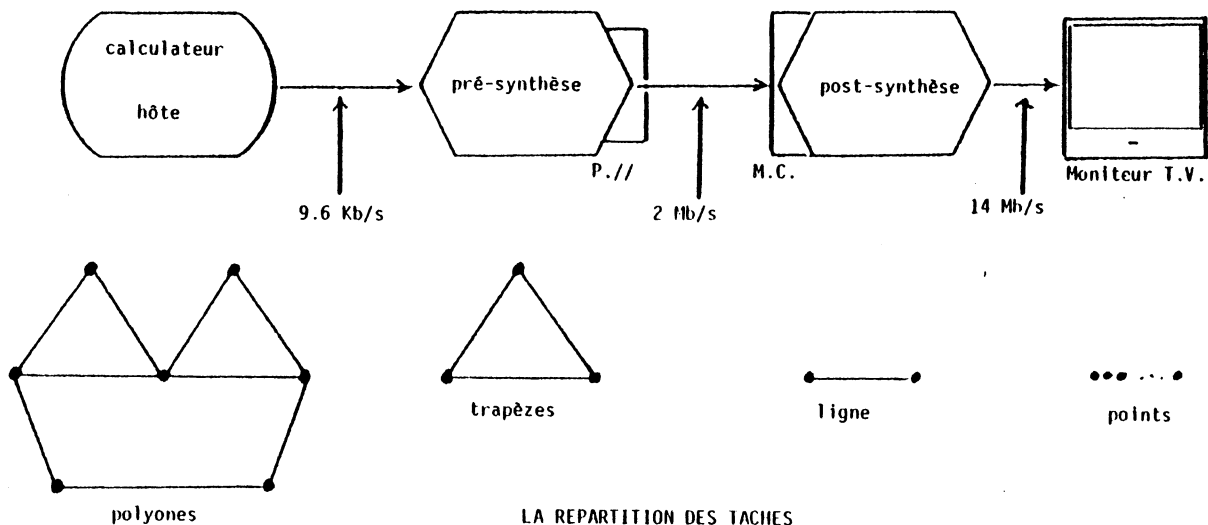 calculateur
hôte
pré-synthèse
post-synthèse
P.//
M.C.
Moniteur T.V.
9.6 Kb/s
2 Mb/s
14 Mb/s
trapèzes
ligne
points
polyones
LA REPARTITION DES TACHES